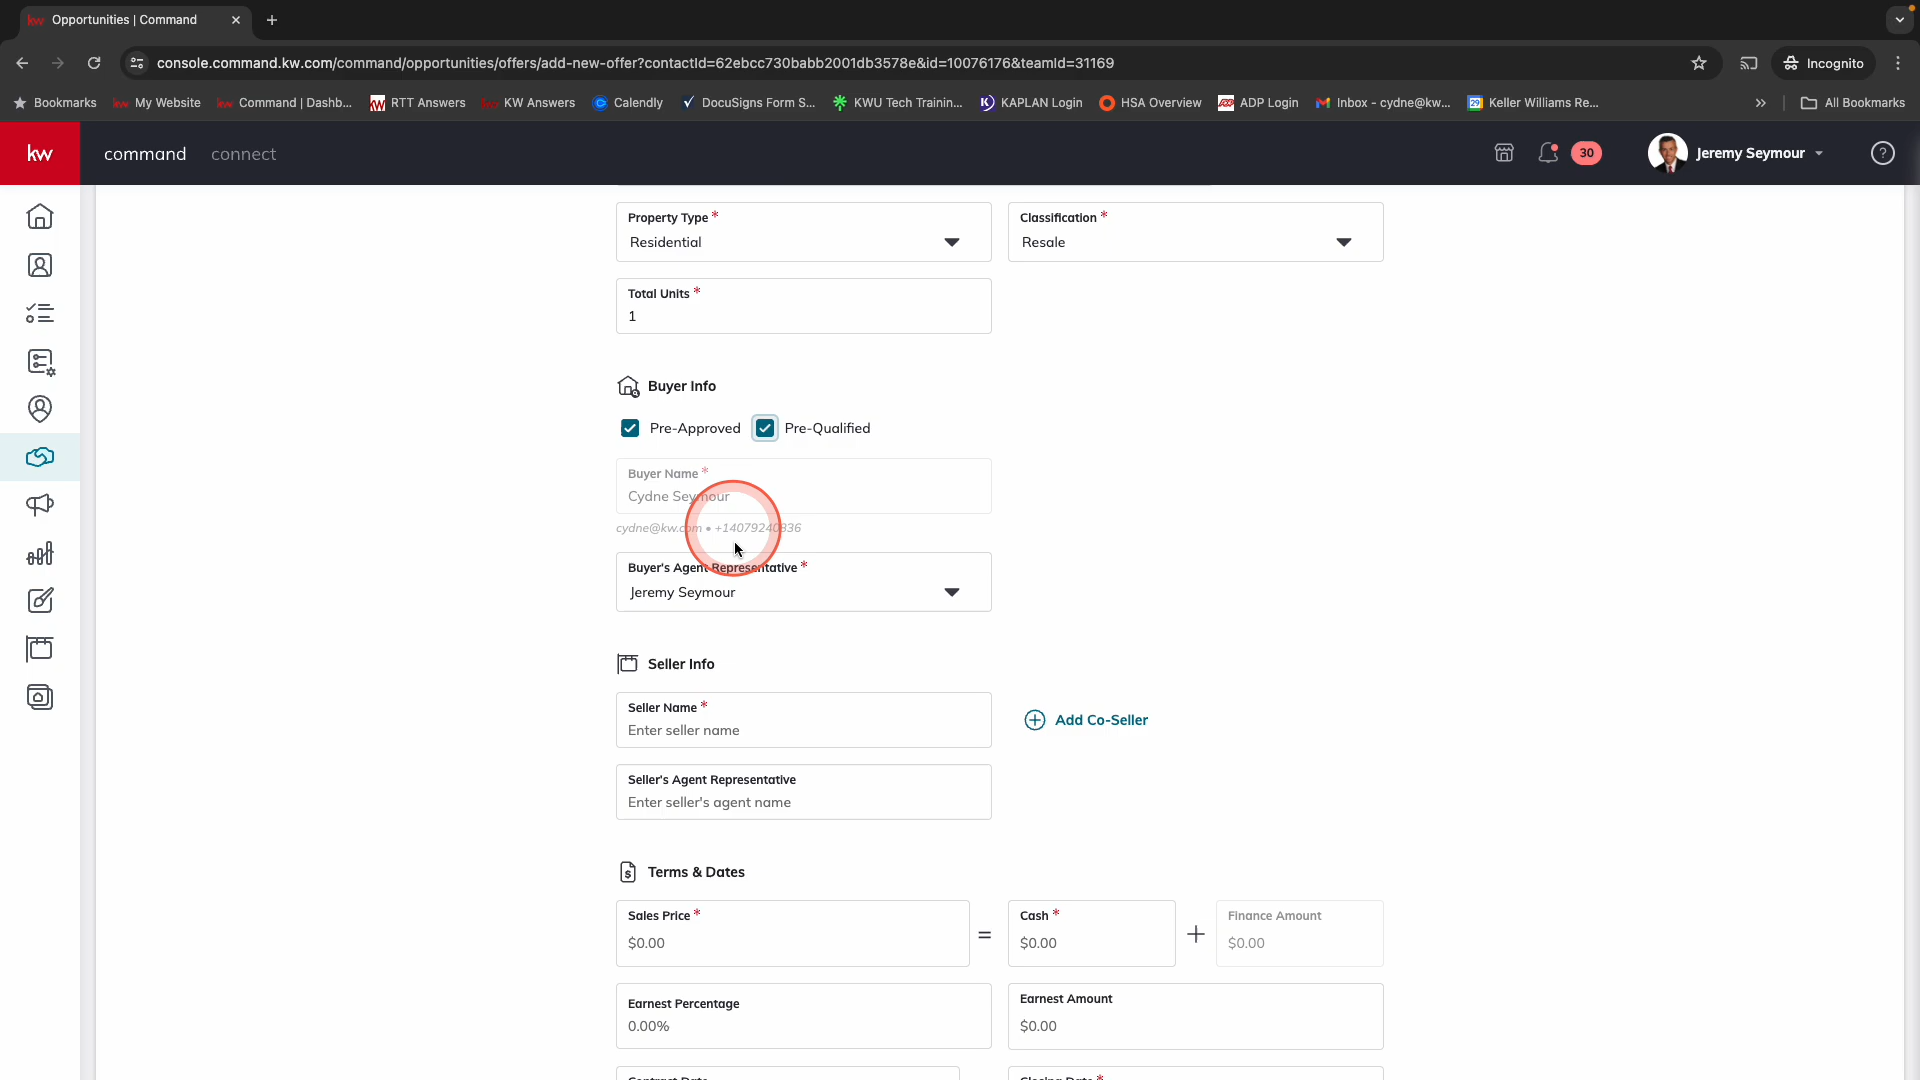 Opportunities | Command
console.command.kw.com/command/opportunities/offers/add-new-offer?contactId=62ebcc730babb2001db3578e&id=10076176&teamId=31169
Incognito
Bookmarks
My Website
Command | Dashb...
RTT Answers
KW Answers
Calendly
DocuSigns Form S...
KWU Tech Trainin...
KAPLAN Login
HSA Overview
ADP Login
Inbox - cydne@kw...
Keller Williams Re...
All Bookmarks
kw
command
connect
30
Jeremy Seymour
Property Type *
Residential
Classification *
Resale
Total Units *
1
Buyer Info
Pre-Approved
Pre-Qualified
Buyer Name *
Cydne Seymour
cydne@kw.com • +14079240836
Buyer's Agent Representative *
Jeremy Seymour
Seller Info
Seller Name *
Enter seller name
Add Co-Seller
Seller's Agent Representative
Enter seller's agent name
Terms & Dates
Sales Price *
$0.00
=
Cash *
$0.00
+
Finance Amount
$0.00
Earnest Percentage
0.00%
Earnest Amount
$0.00
Contract Date
Closing Date *